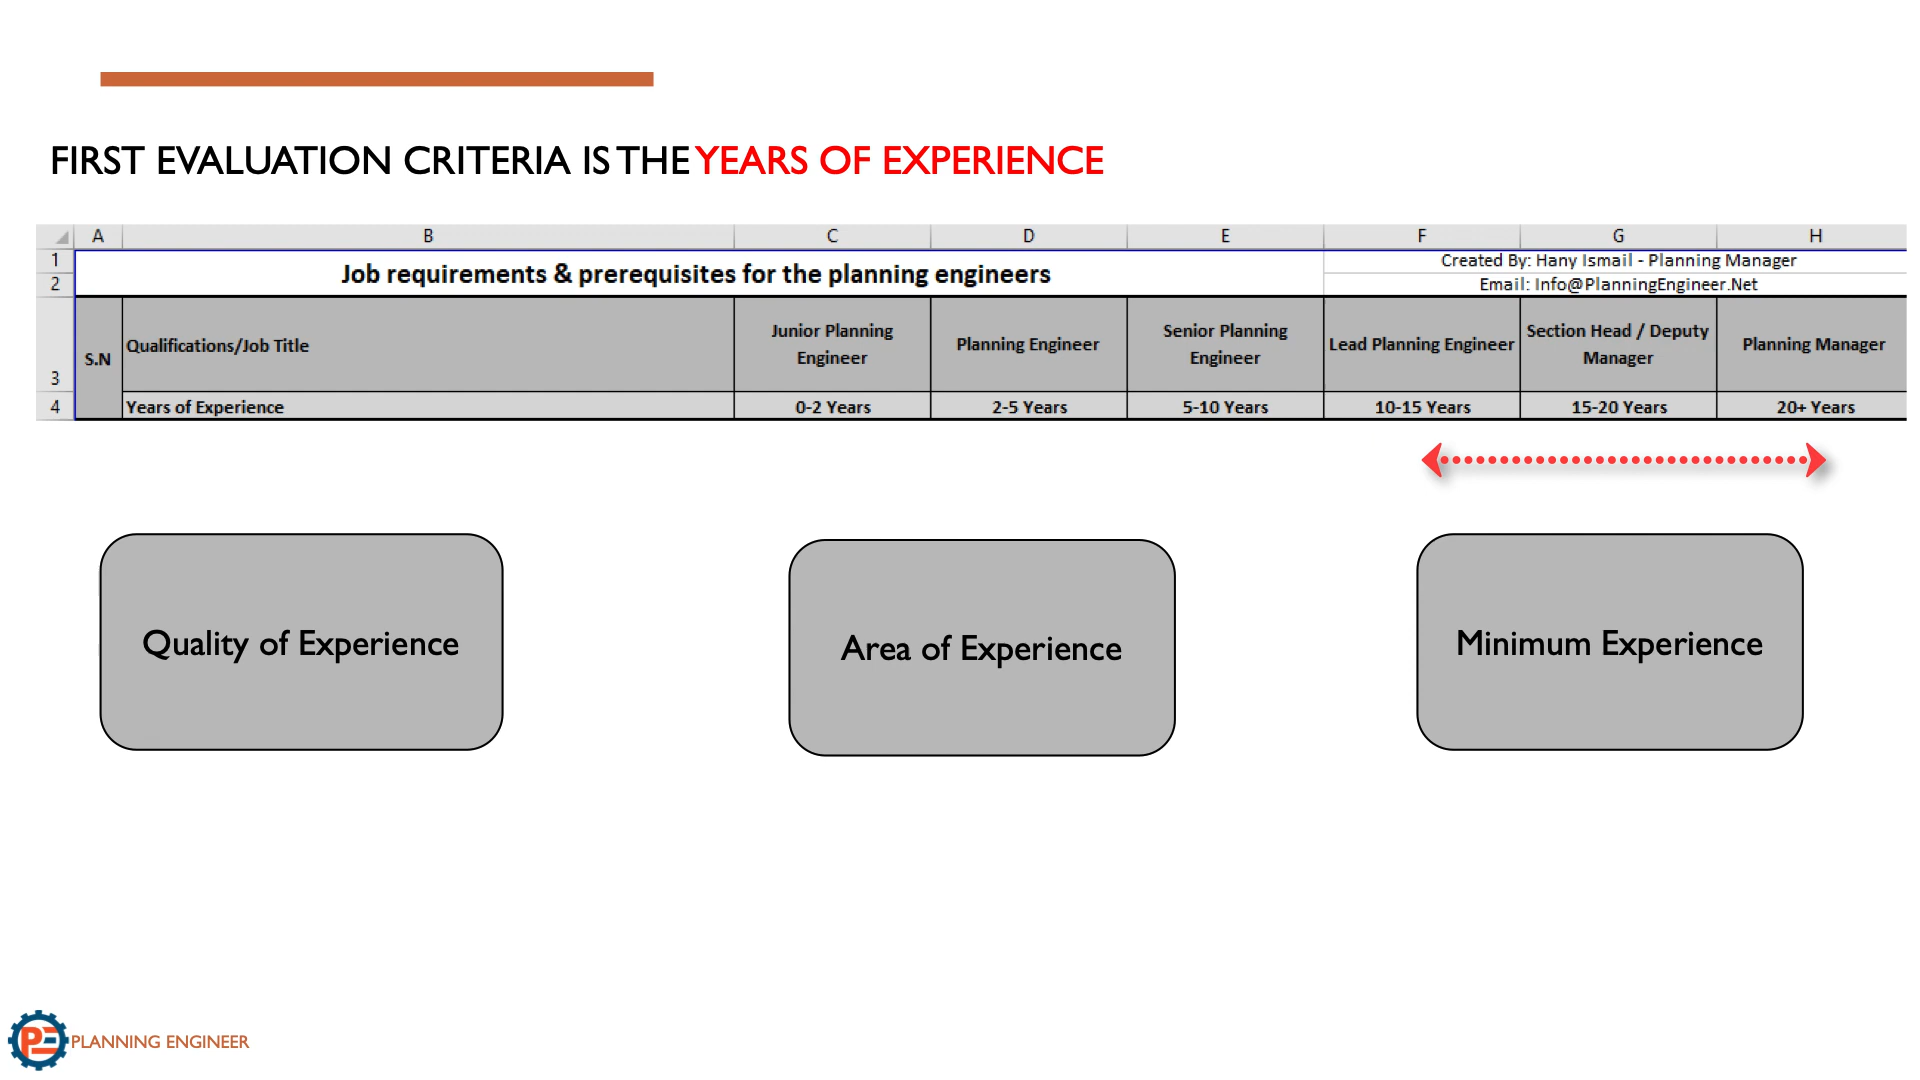 FIRST EVALUATION CRITERIA IS THE YEARS OF EXPERIENCE
A B C D E F G H
1 Job requirements & prerequisites for the planning engineers Created By: Hany Ismail - Planning Manager
2 Email: Info@PlanningEngineer.Net
3 S.N Qualifications/Job Title Junior Planning Engineer Planning Engineer Senior Planning Engineer Lead Planning Engineer Section Head / Deputy Manager Planning Manager
4 Years of Experience 0-2 Years 2-5 Years 5-10 Years 10-15 Years 15-20 Years 20+ Years
Quality of Experience
Area of Experience
Minimum Experience
PE PLANNING ENGINEER